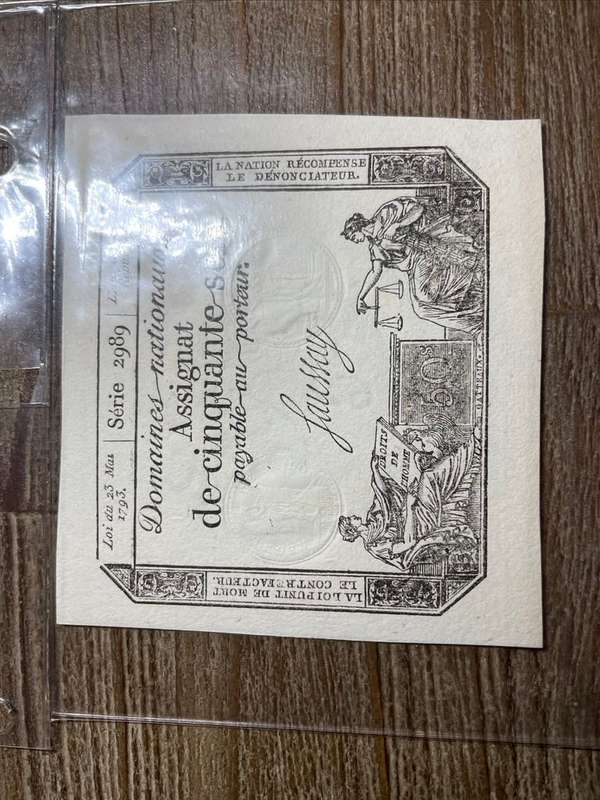 Loi du 23 Mai
1793.
Série 2989
Domaines nationaux
Assignat
de cinquante
payable au porteur.
Saussay
LA LOI PUNIT DE MORT
LE CONTREFACTEUR.
LA NATION RÉCOMPENSE
LE DÉNONCIATEUR.
DROITS
DE
L'HOMME
50 s
GATTEAUX.